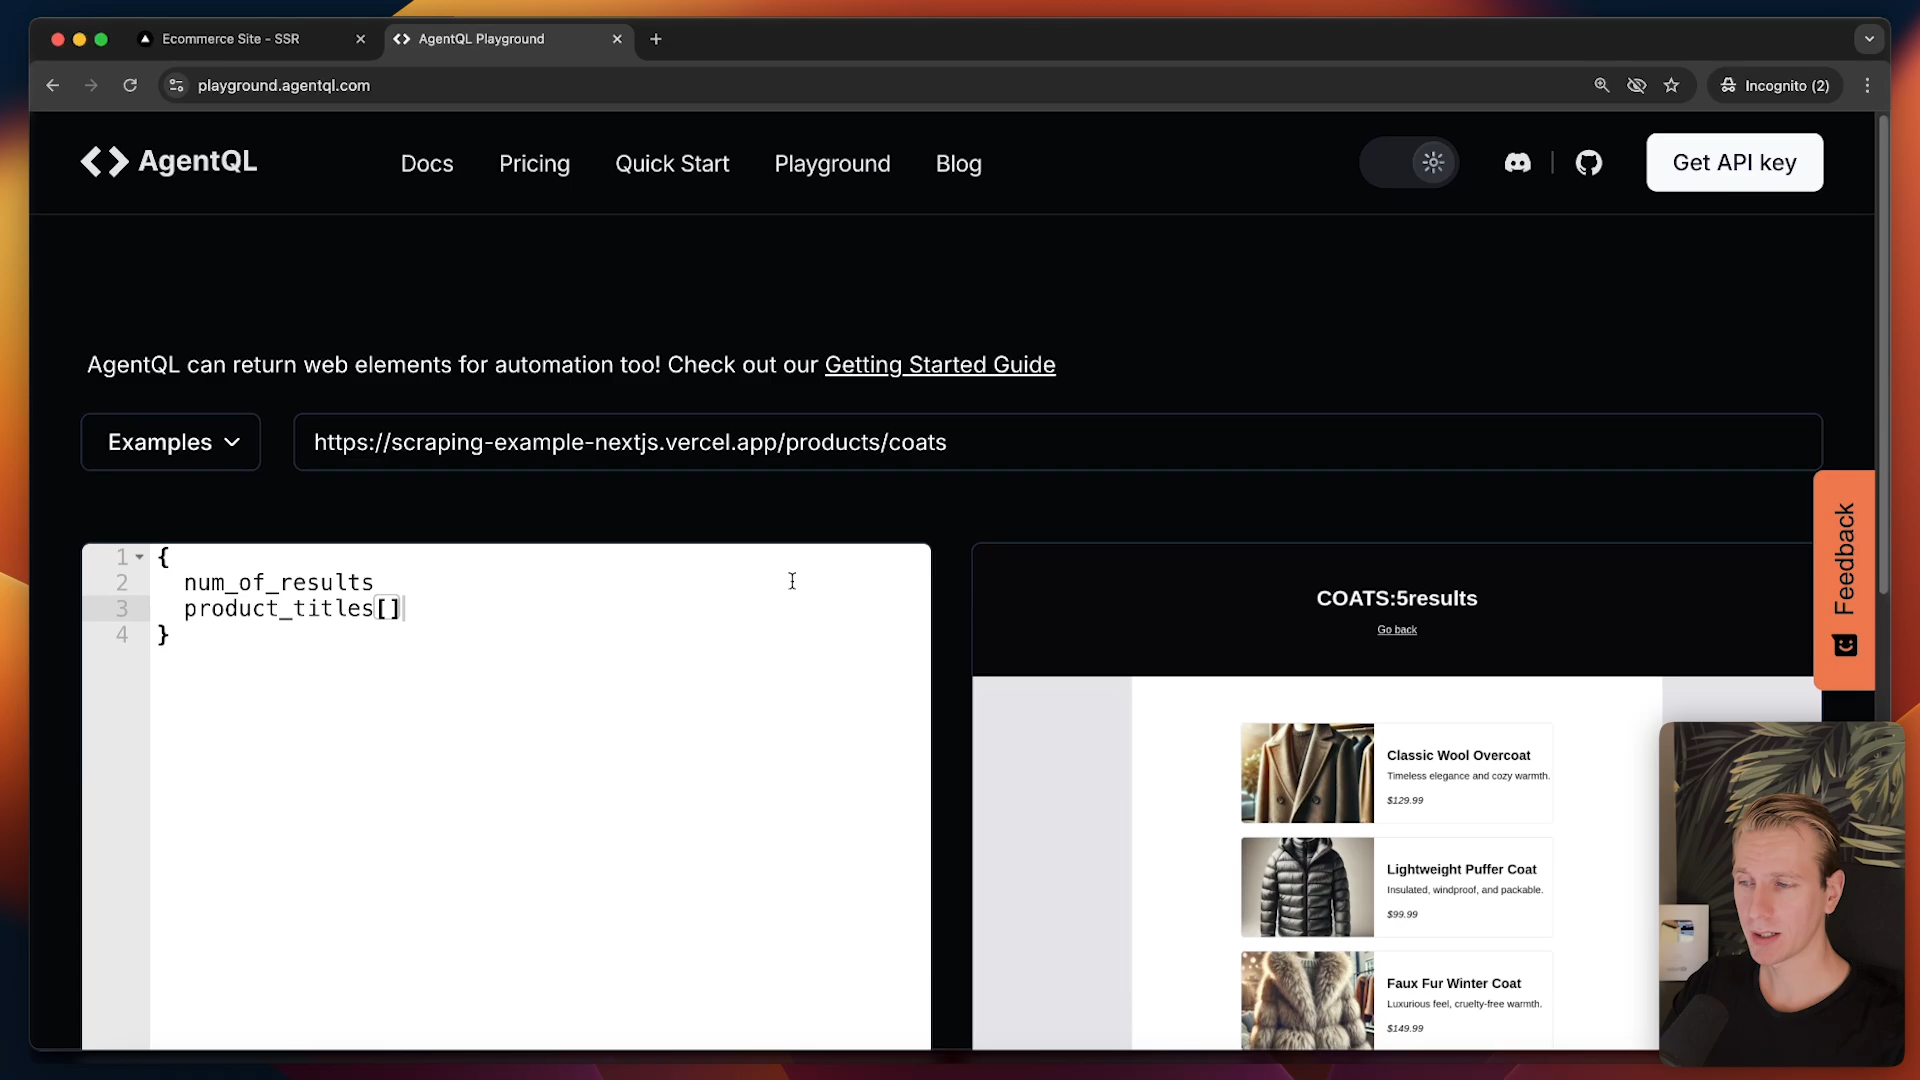 Ecommerce Site - SSR
AgentQL Playground
playground.agentql.com
Incognito (2)
AgentQL
Docs
Pricing
Quick Start
Playground
Blog
Get API key
AgentQL can return web elements for automation too! Check out our Getting Started Guide
Examples
https://scraping-example-nextjs.vercel.app/products/coats
1
{
2
num_of_results
3
product_titles[]
4
}
COATS:5results
Go back
Classic Wool Overcoat
Timeless elegance and cozy warmth.
$129.99
Lightweight Puffer Coat
Insulated, windproof, and packable.
$99.99
Faux Fur Winter Coat
Luxurious feel, cruelty-free warmth.
$149.99
Feedback